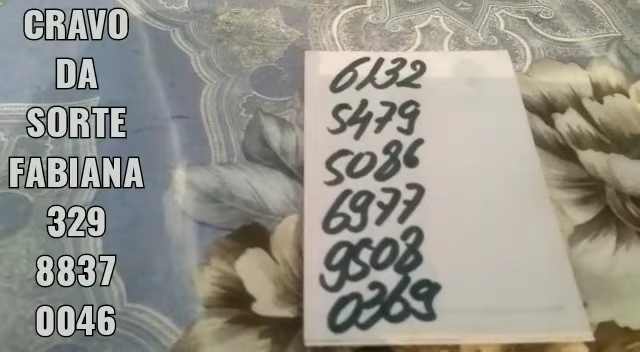 CRAVO
DA
SORTE
FABIANA
329
8837
0046
6132
5479
5086
6977
9508
0369